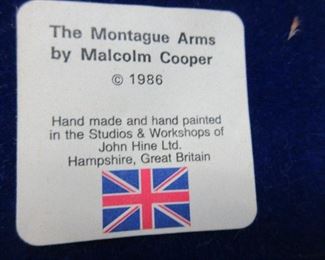 The Montague Arms
by Malcolm Cooper
© 1986
Hand made and hand painted
in the Studios & Workshops of
John Hine Ltd.
Hampshire, Great Britain